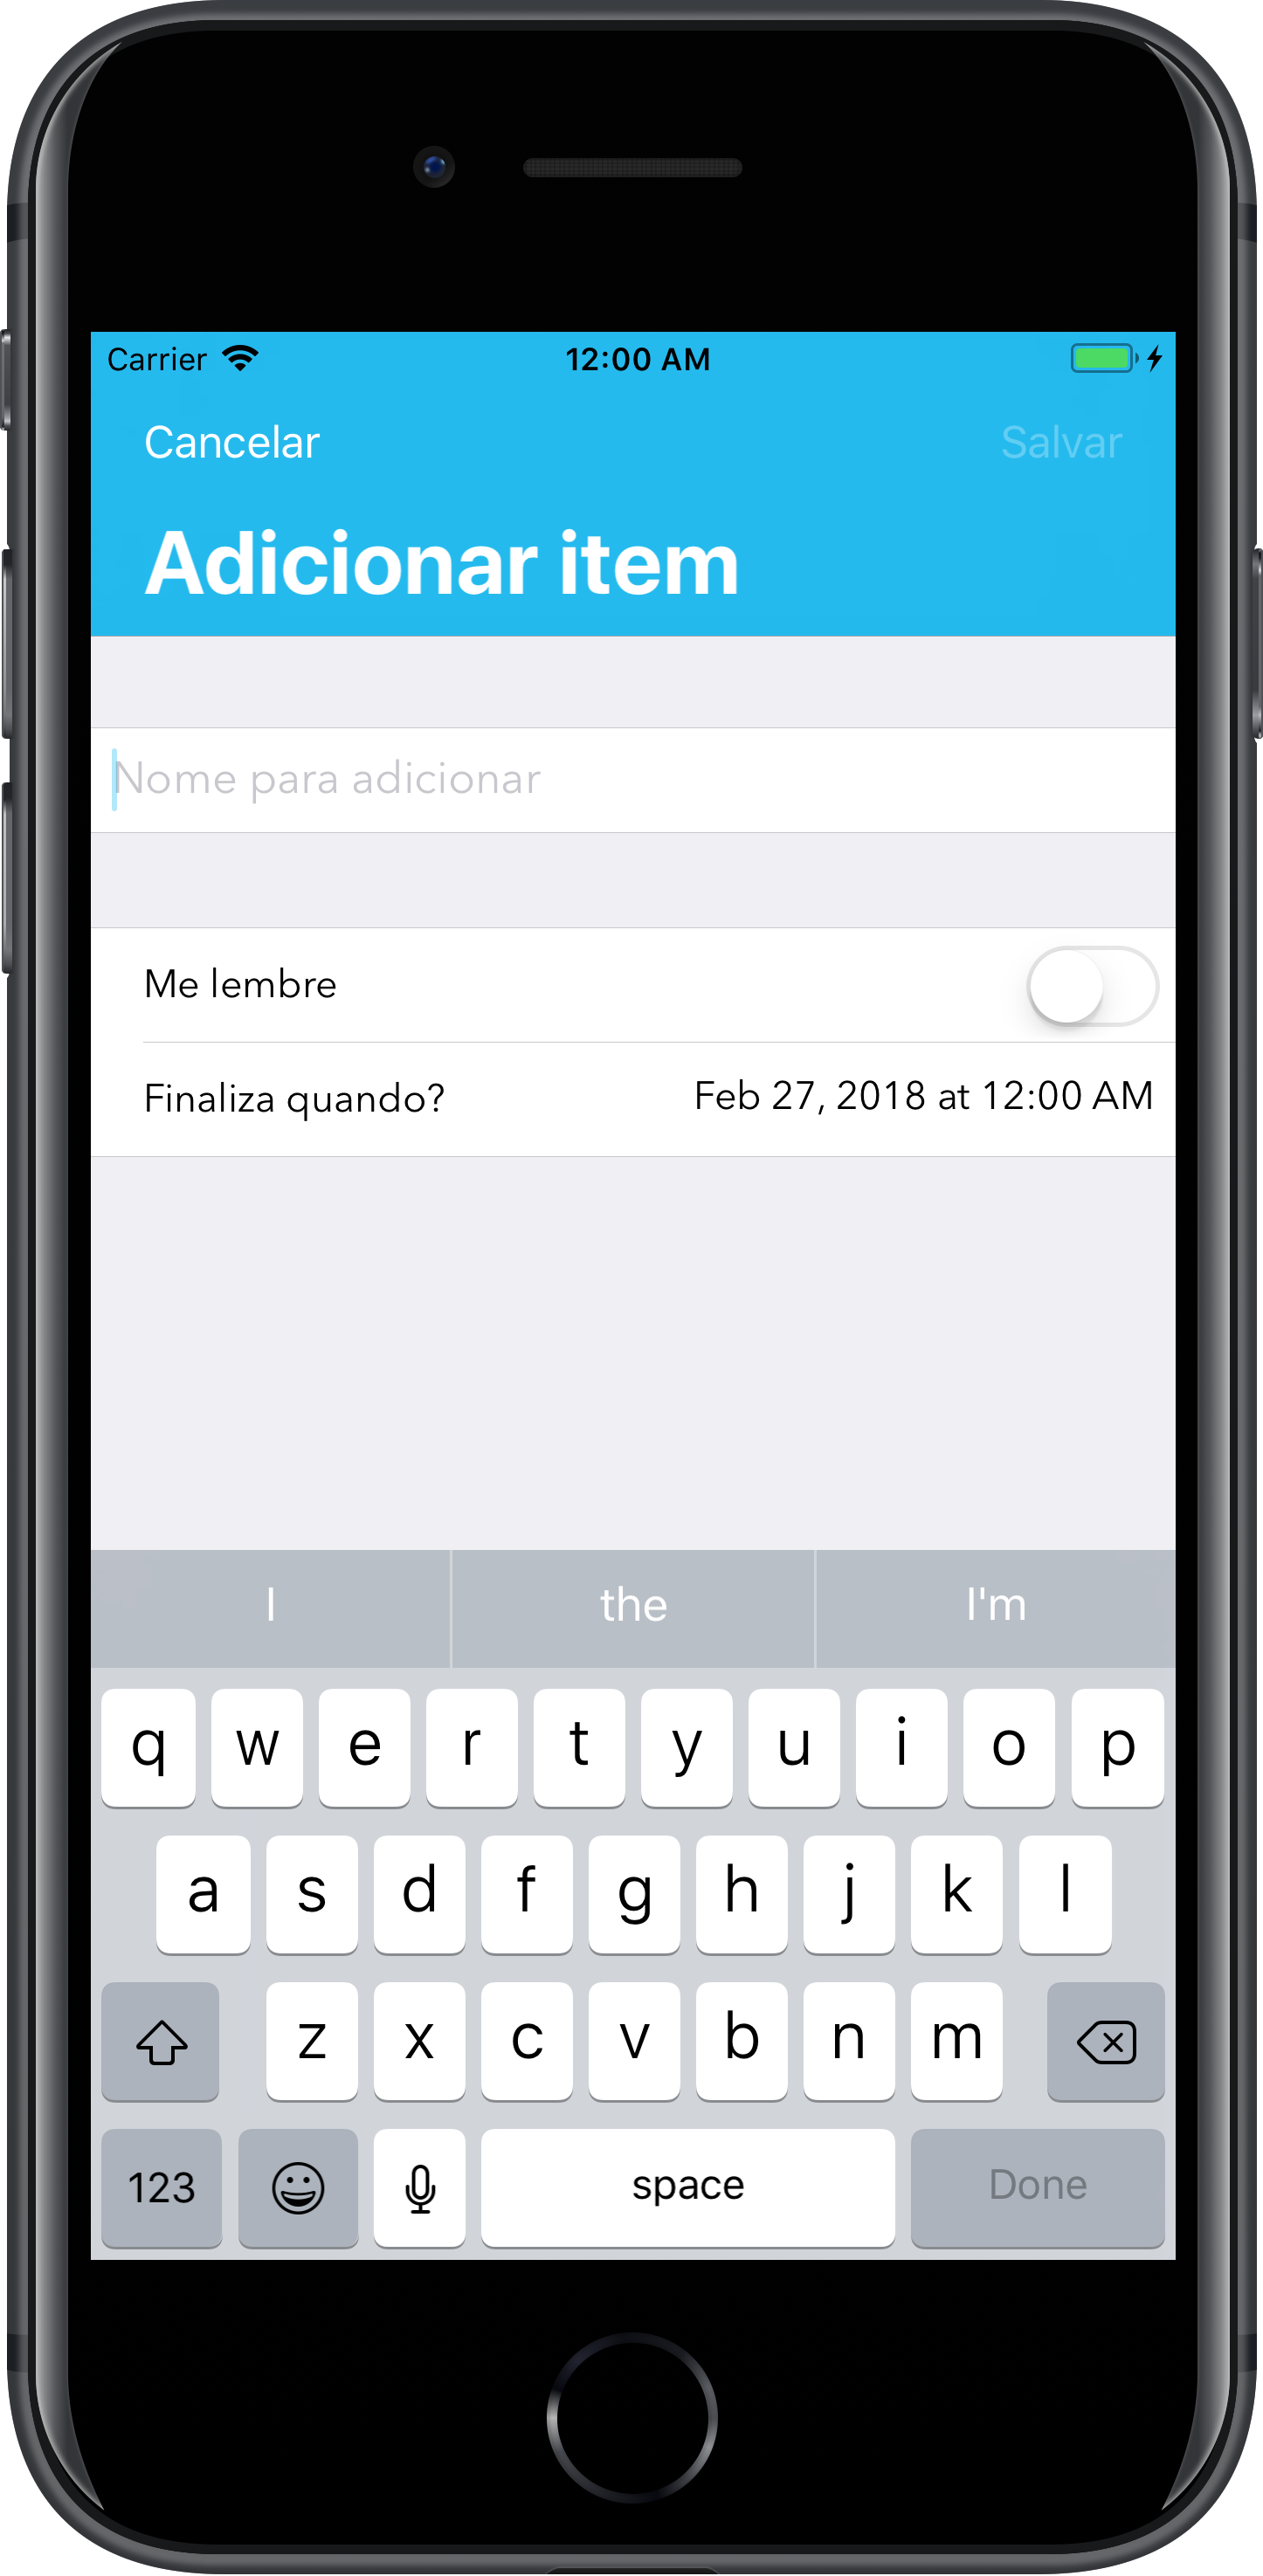 Carrier 12:00 AM
Cancelar Salvar
Adicionar item
Nome para adicionar
Me lembre
Finaliza quando? Feb 27, 2018 at 12:00 AM
I the I'm
q w e r t y u i o p
a s d f g h j k l
z x c v b n m
123 space Done